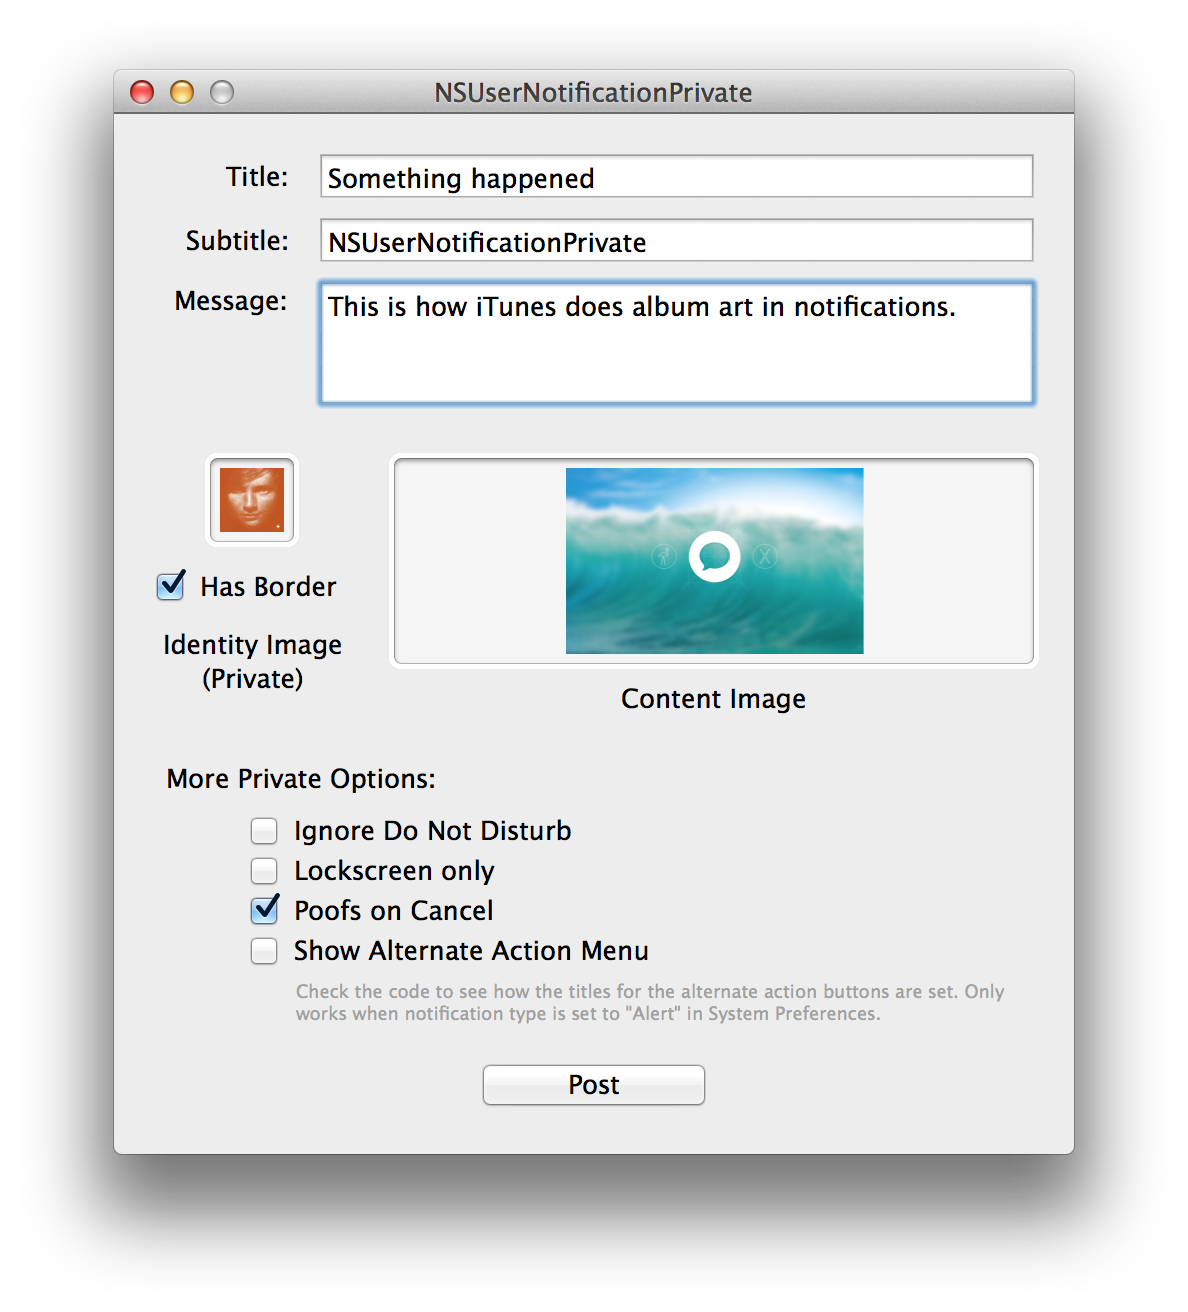 NSUserNotificationPrivate
Title:
Something happened
Subtitle:
NSUserNotificationPrivate
Message:
This is how iTunes does album art in notifications.
Has Border
Identity Image
(Private)
Content Image
More Private Options:
Ignore Do Not Disturb
Lockscreen only
Poofs on Cancel
Show Alternate Action Menu
Check the code to see how the titles for the alternate action buttons are set. Only
works when notification type is set to "Alert" in System Preferences.
Post